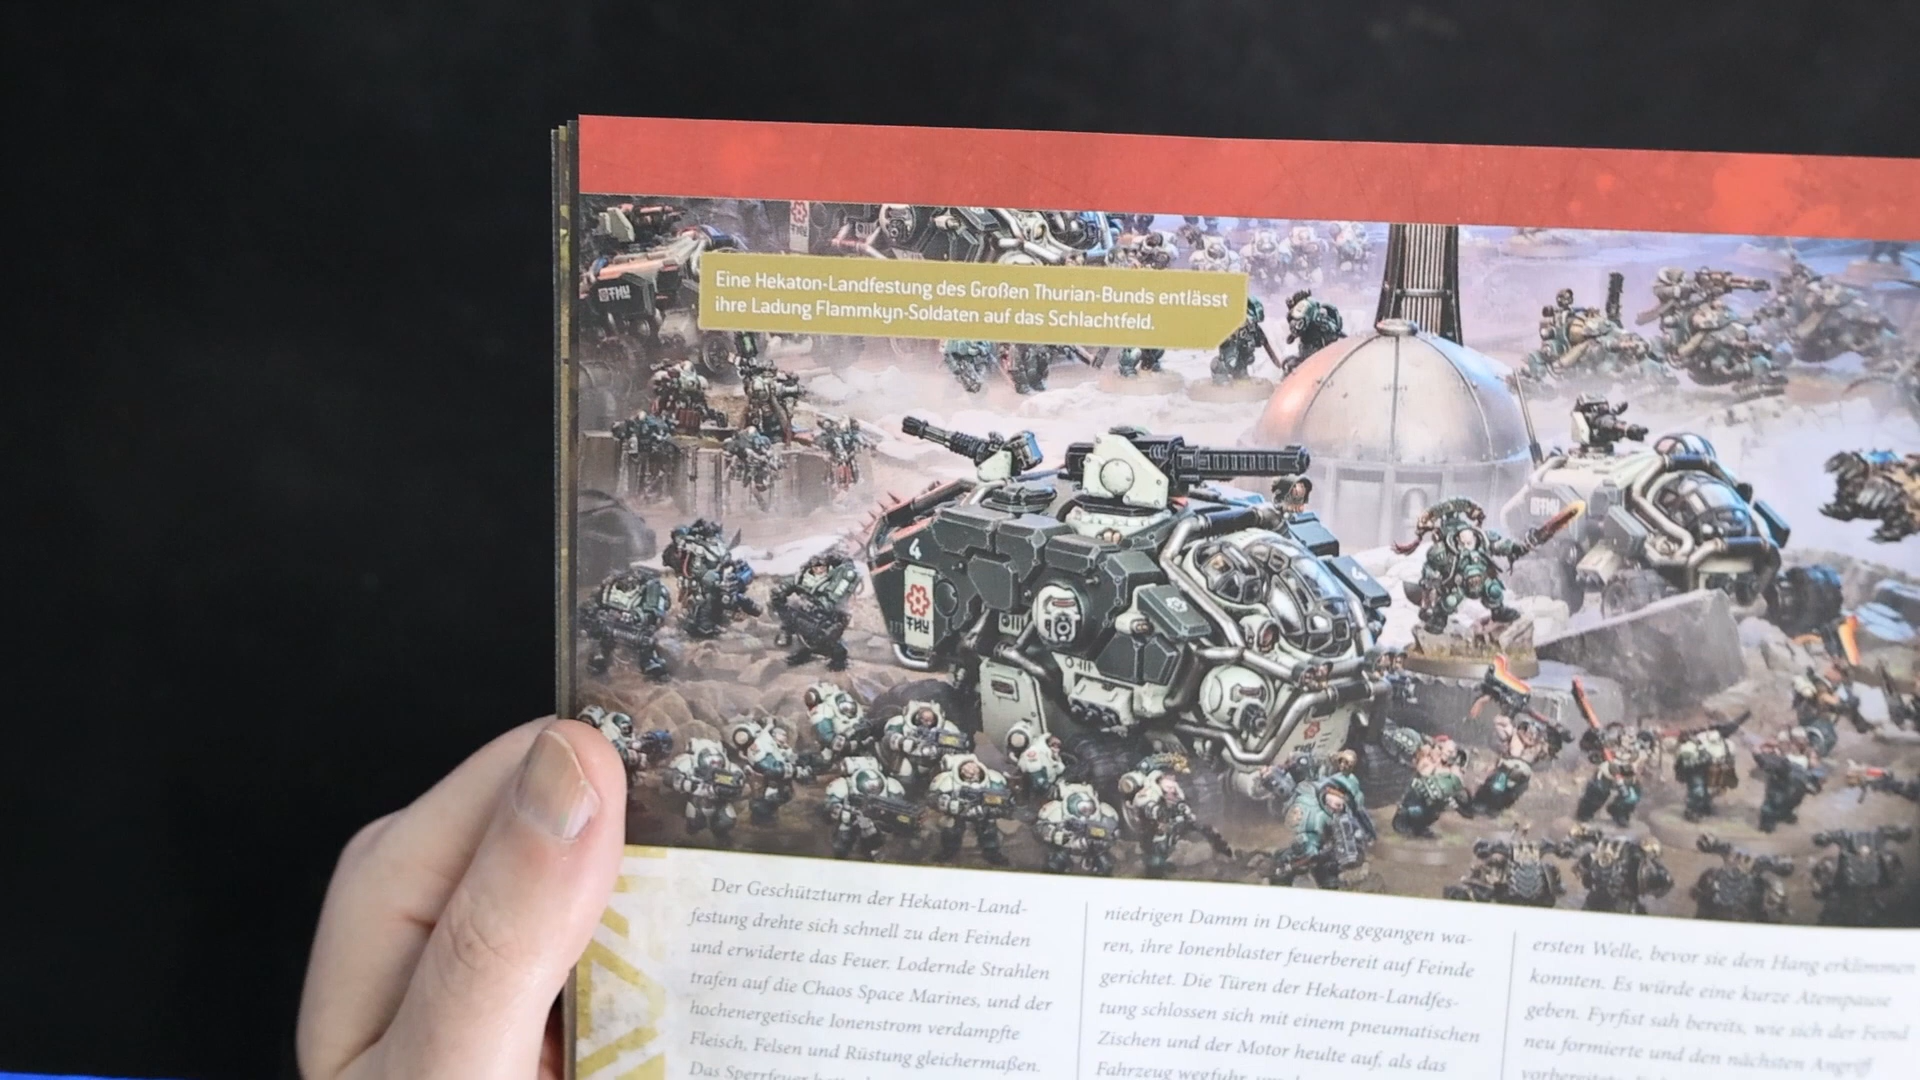 Eine Hekaton-Landfestung des Großen Thurian-Bunds entlässt
ihre Ladung Flammkyn-Soldaten auf das Schlachtfeld.
4
THU
Der Geschützturm der Hekaton-Land-
festung drehte sich schnell zu den Feinden
und erwiderte das Feuer. Lodernde Strahlen
trafen auf die Chaos Space Marines, und der
hochenergetische Ionenstrom verdampfte
Fleisch, Felsen und Rüstung gleichermaßen.
Das Sperrfeuer
niedrigen Damm in Deckung gegangen wa-
ren, ihre Ionenblaster feuerbereit auf Feinde
gerichtet. Die Türen der Hekaton-Landfes-
tung schlossen sich mit einem pneumatischen
Zischen und der Motor heulte auf, als das
Fahrzeug wegfuhr,
ersten Welle, bevor sie den Hang erklimmen
konnten. Es würde eine kurze Atempause
geben. Fyrfist sah bereits, wie sich der Feind
neu formierte und den nächsten Angriff
vorbereitete.